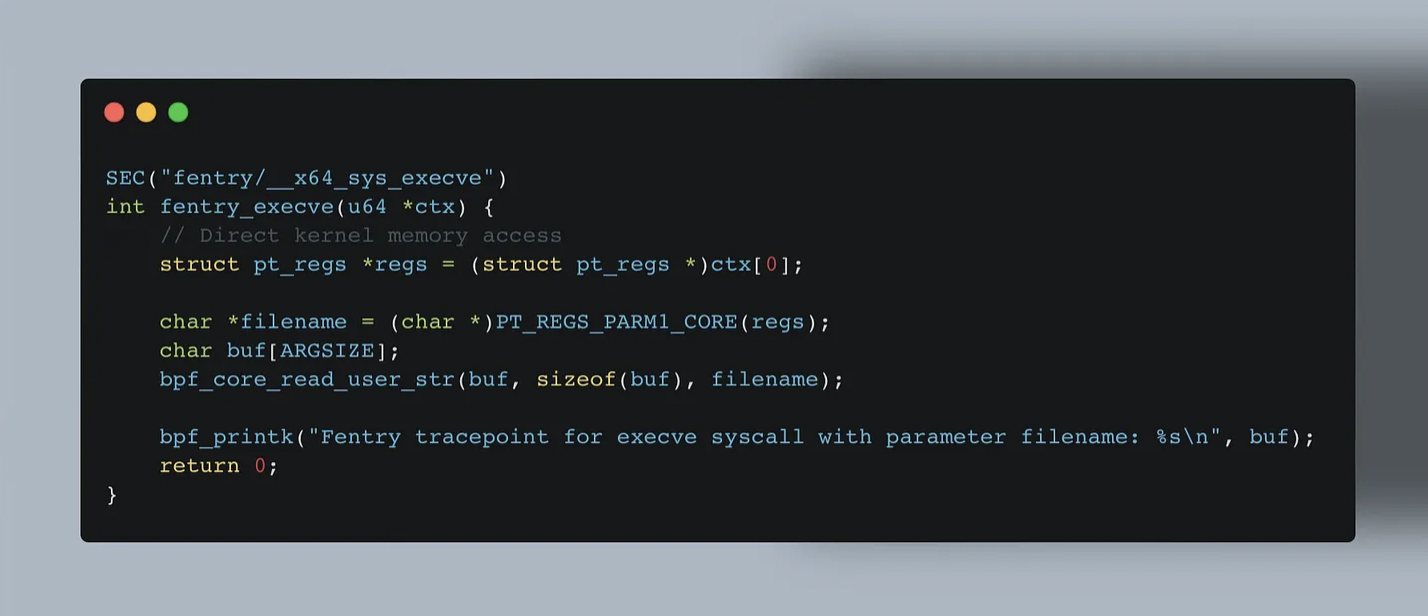 SEC("fentry/__x64_sys_execve")
int fentry_execve(u64 *ctx) {
    // Direct kernel memory access
    struct pt_regs *regs = (struct pt_regs *)ctx[0];

    char *filename = (char *)PT_REGS_PARM1_CORE(regs);
    char buf[ARGSIZE];
    bpf_core_read_user_str(buf, sizeof(buf), filename);

    bpf_printk("Fentry tracepoint for execve syscall with parameter filename: %s\n", buf);
    return 0;
}